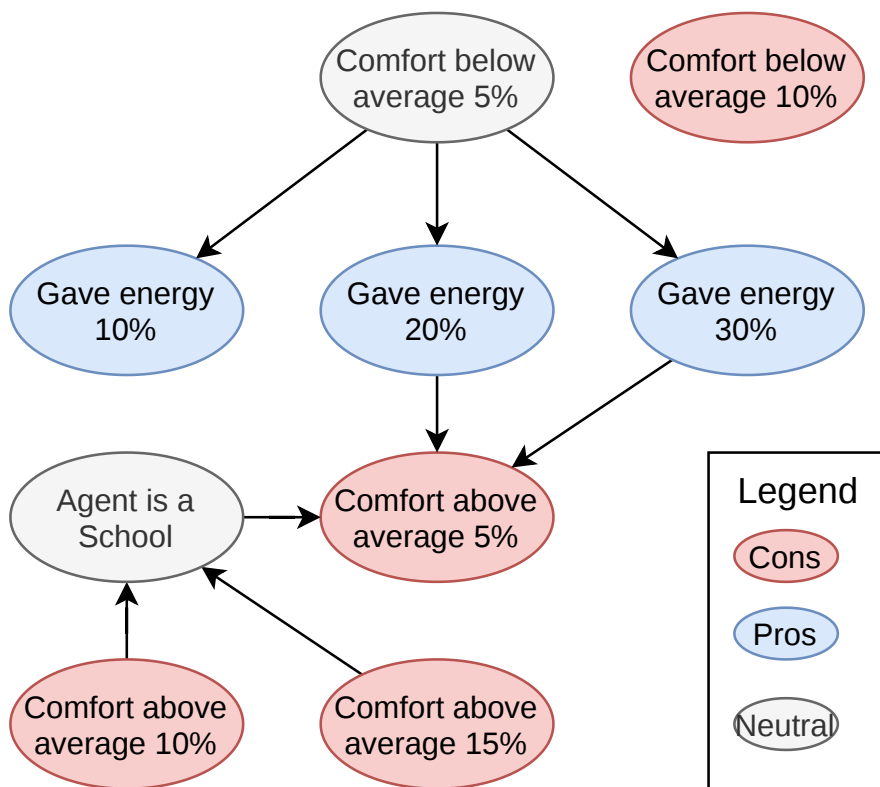 Comfort below
average 5%
Comfort below
average 10%
Gave energy
10%
Gave energy
20%
Gave energy
30%
Agent is a
School
Comfort above
average 5%
Comfort above
average 10%
Comfort above
average 15%
Legend
Cons
Pros
Neutral